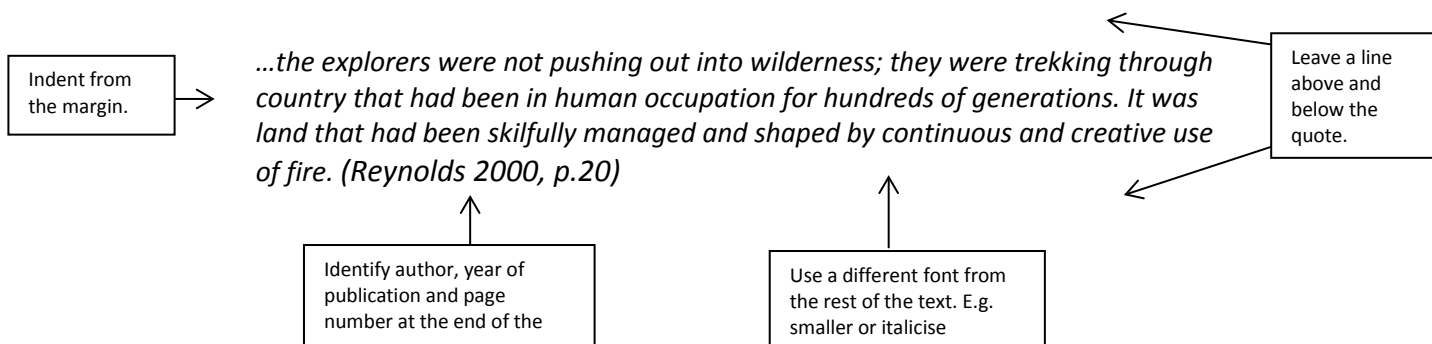 Indent from
the margin.
…the explorers were not pushing out into wilderness; they were trekking through
country that had been in human occupation for hundreds of generations. It was
land that had been skilfully managed and shaped by continuous and creative use
of fire. (Reynolds 2000, p.20)
Leave a line
above and
below the
quote.
Identify author, year of
publication and page
number at the end of the
Use a different font from
the rest of the text. E.g.
smaller or italicise